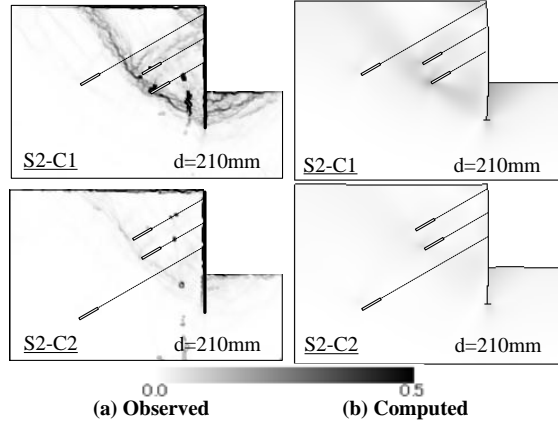 S2-C1 d=210mm
S2-C1 d=210mm
S2-C2 d=210mm
S2-C2 d=210mm
0.0 0.5
(a) Observed (b) Computed